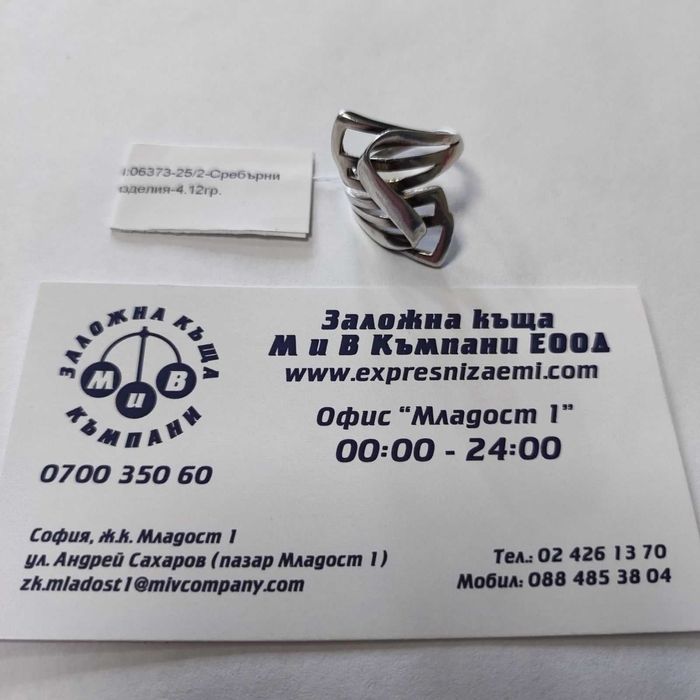 :06373-25/2-Сребърни
зделия-4.12гр.
ЗАЛОЖНА КЪЩА
М и В
КЪМПАНИ
0700 350 60
Заложна къща
М и В Къмпани ЕООД
www.expresnizaemi.com
Офис "Младост 1"
00:00 - 24:00
София, ж.к. Младост 1
ул. Андрей Сахаров (пазар Младост 1)
zk.mladost1@mivcompany.com
Тел.: 02 426 13 70
Мобил: 088 485 38 04